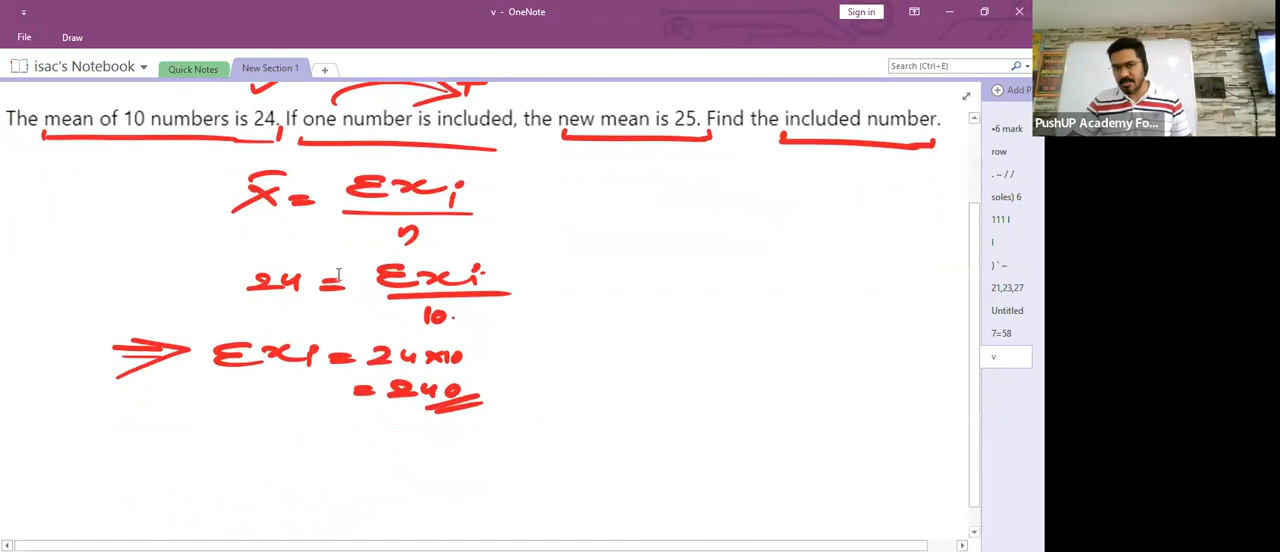 v - OneNote
Sign in
File
Draw
isac's Notebook
Quick Notes
New Section 1
+
Search (Ctrl+E)
Add P
The mean of 10 numbers is 24. If one number is included, the new mean is 25. Find the included number.
x̄ = Σxi
n
24 = Σxi
10
⇒ Σxi = 24×10
= 240
•6 mark
row
. ~ / /
soles) 6
111 I
I
) ` ~
21,23,27
Untitled
7=58
v
PushUP Academy Fo...